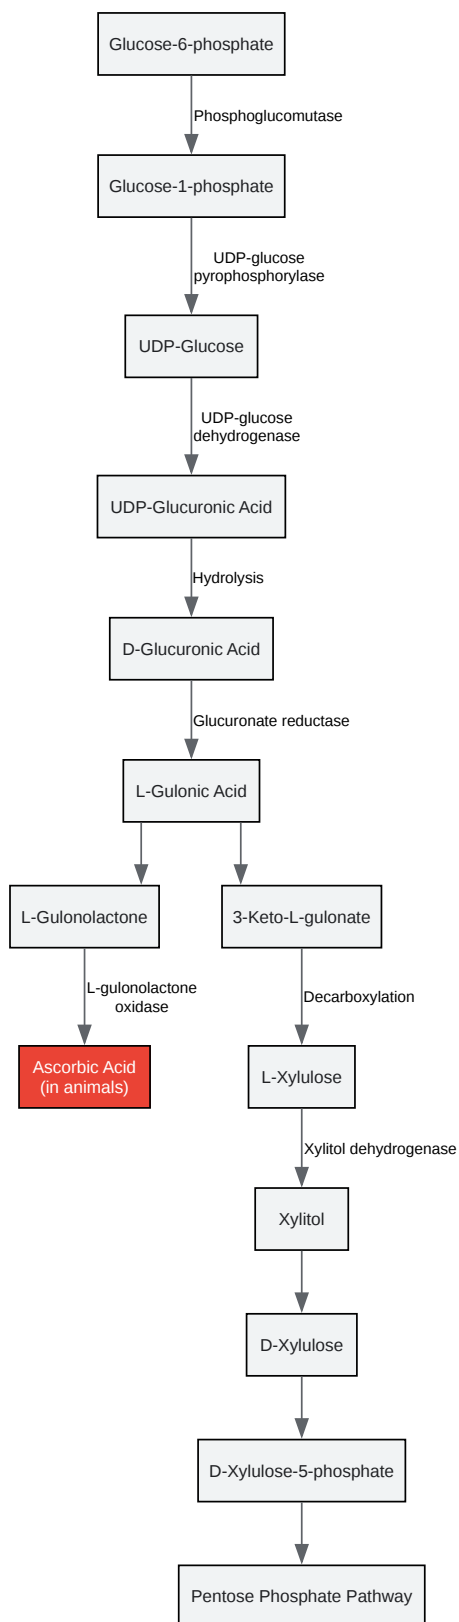 Glucose-6-phosphate
Phosphoglucomutase
Glucose-1-phosphate
UDP-glucose
pyrophosphorylase
UDP-Glucose
UDP-glucose
dehydrogenase
UDP-Glucuronic Acid
Hydrolysis
D-Glucuronic Acid
Glucuronate reductase
L-Gulonic Acid
L-Gulonolactone
3-Keto-L-gulonate
L-gulonolactone
oxidase
Decarboxylation
Ascorbic Acid
(in animals)
L-Xylulose
Xylitol dehydrogenase
Xylitol
D-Xylulose
D-Xylulose-5-phosphate
Pentose Phosphate Pathway